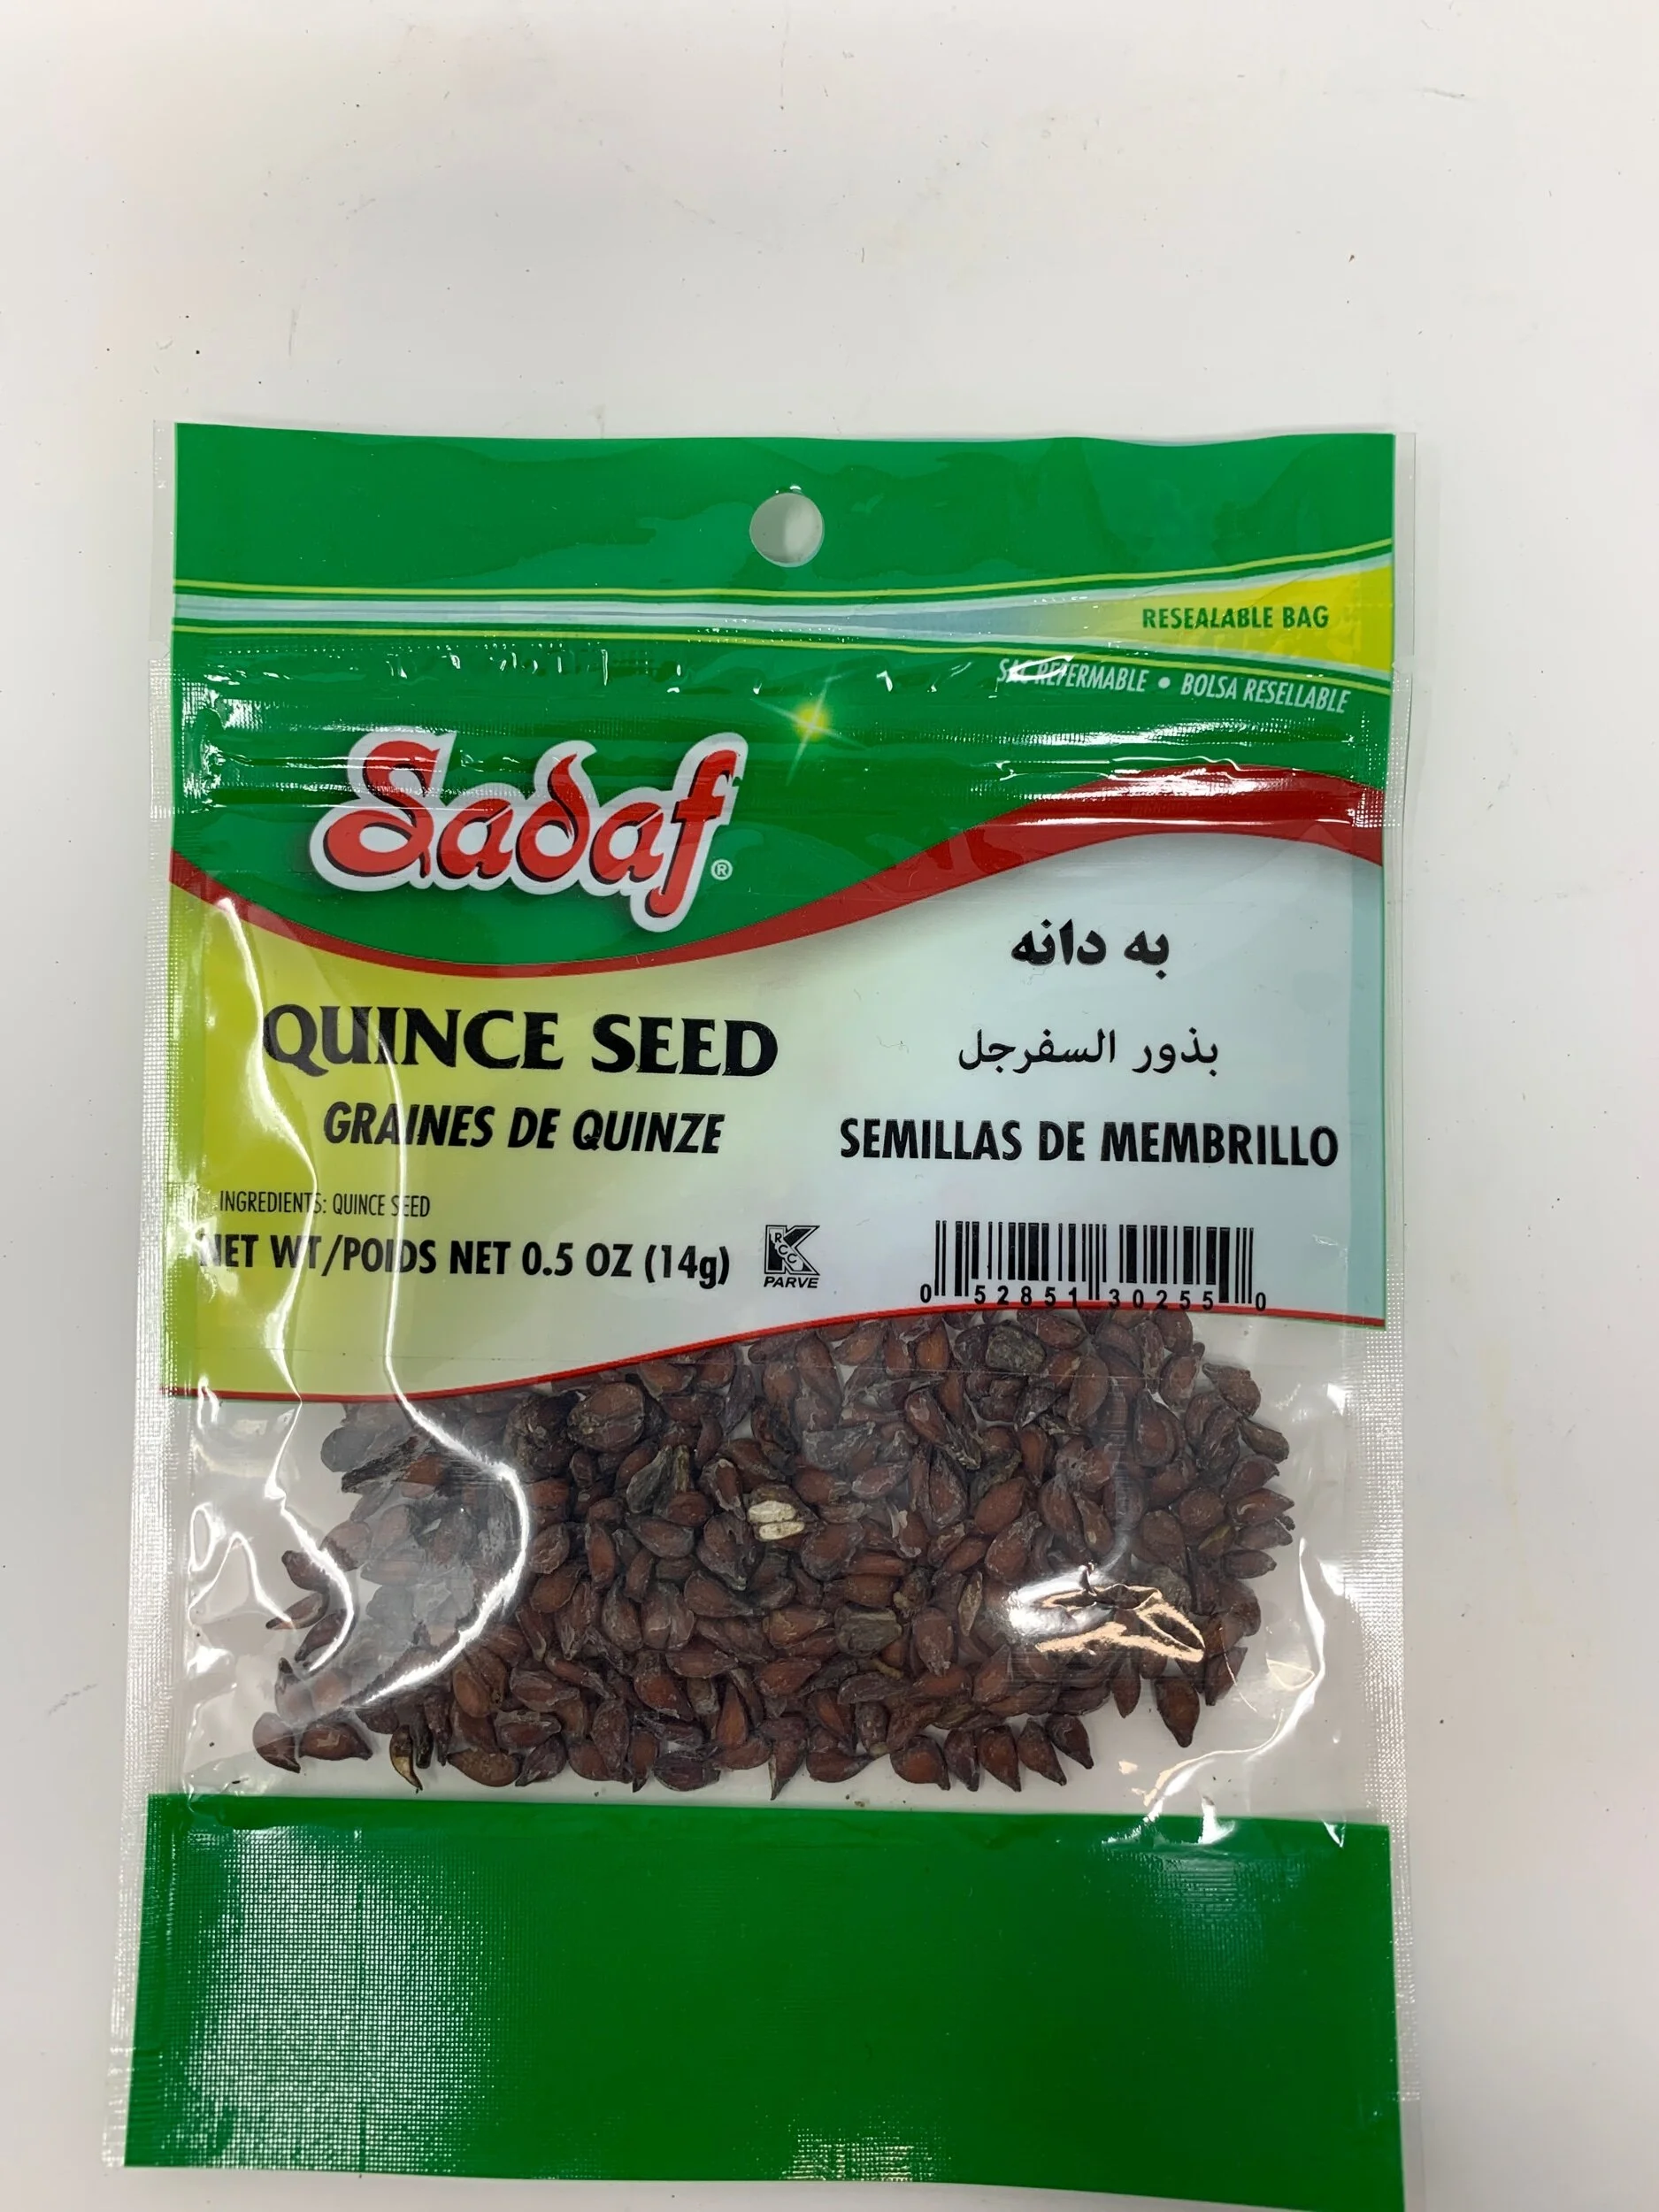 RESEALABLE BAG
SAC REFERMABLE • BOLSA RESELLABLE
Sadaf®
به دانه
QUINCE SEED
بذور السفرجل
GRAINES DE QUINZE
SEMILLAS DE MEMBRILLO
INGREDIENTS: QUINCE SEED
NET WT/POIDS NET 0.5 OZ (14g)
RCC K
PARVE
0 52851 30255 0